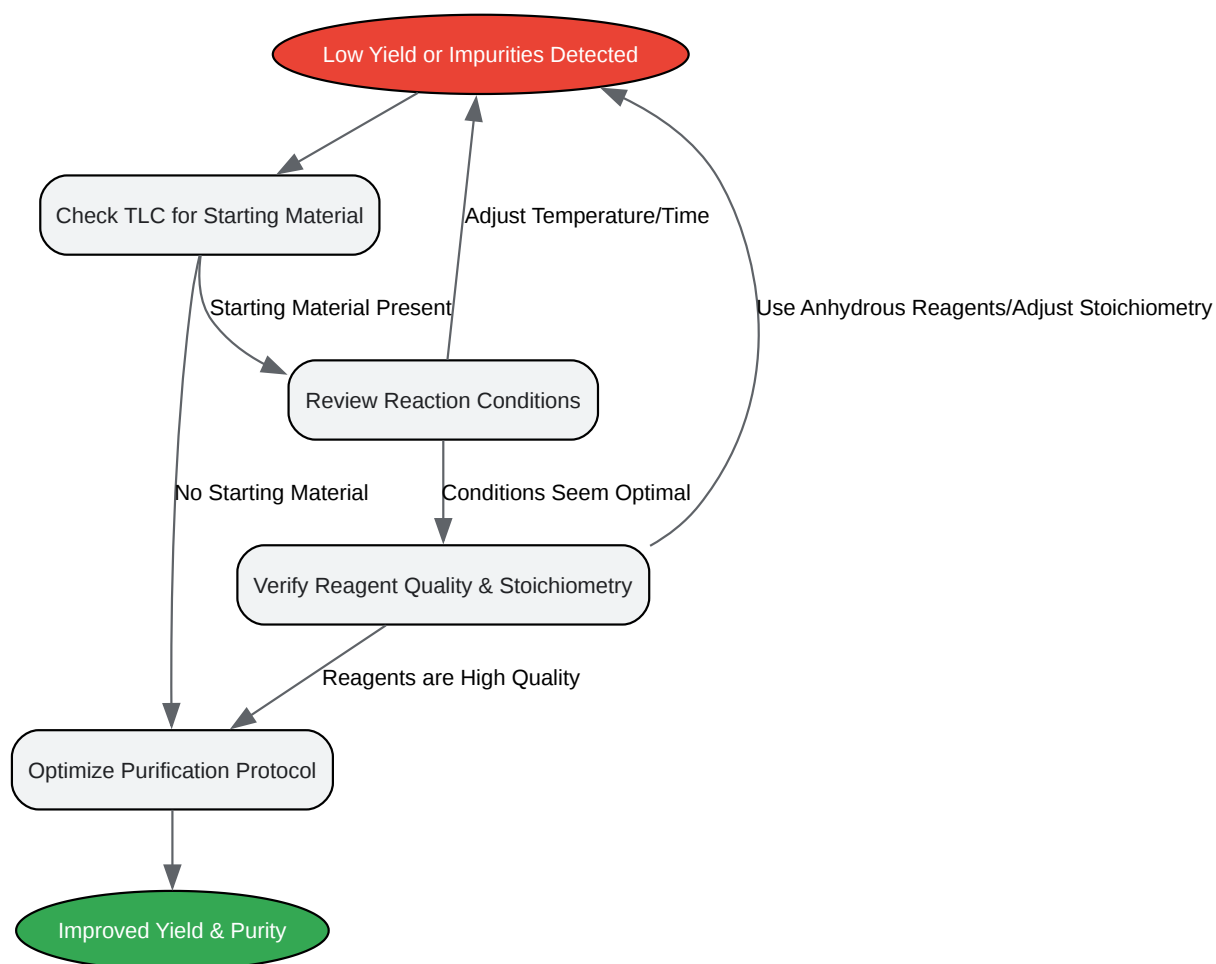 Low Yield or Impurities Detected
Check TLC for Starting Material
Adjust Temperature/Time
Starting Material Present
Use Anhydrous Reagents/Adjust Stoichiometry
Review Reaction Conditions
No Starting Material
Conditions Seem Optimal
Verify Reagent Quality & Stoichiometry
Reagents are High Quality
Optimize Purification Protocol
Improved Yield & Purity